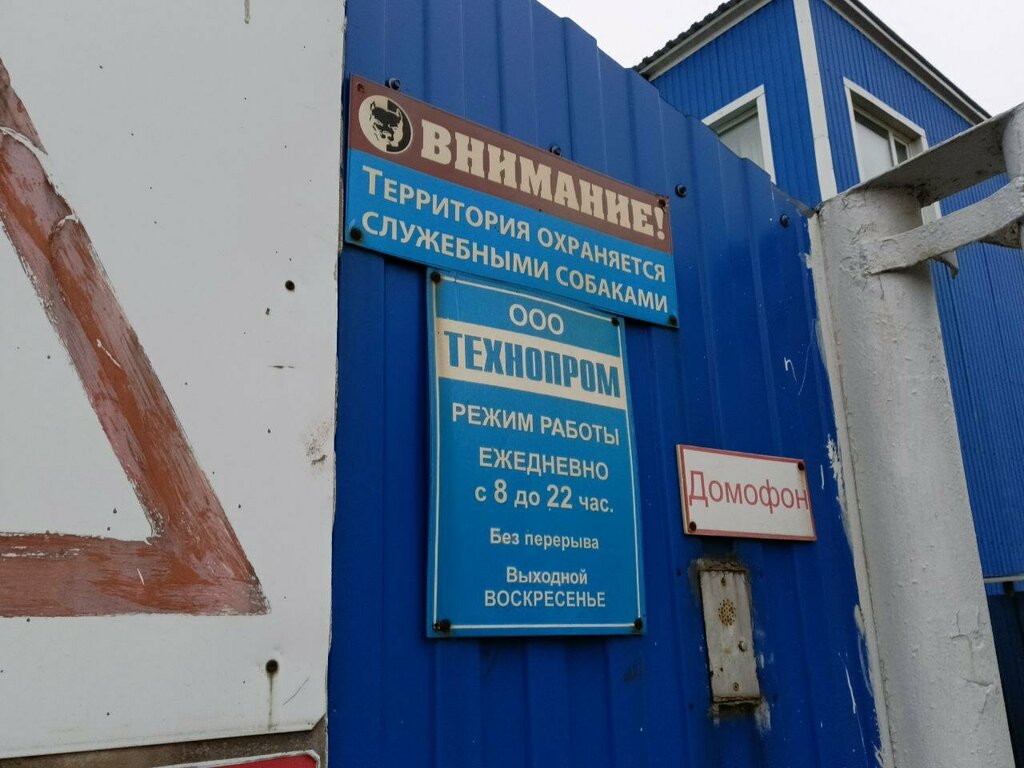 ВНИМАНИЕ!
ТЕРРИТОРИЯ ОХРАНЯЕТСЯ
СЛУЖЕБНЫМИ СОБАКАМИ
ООО
ТЕХНОПРОМ
РЕЖИМ РАБОТЫ
ЕЖЕДНЕВНО
с 8 до 22 час.
Без перерыва
Выходной
ВОСКРЕСЕНЬЕ
Домофон